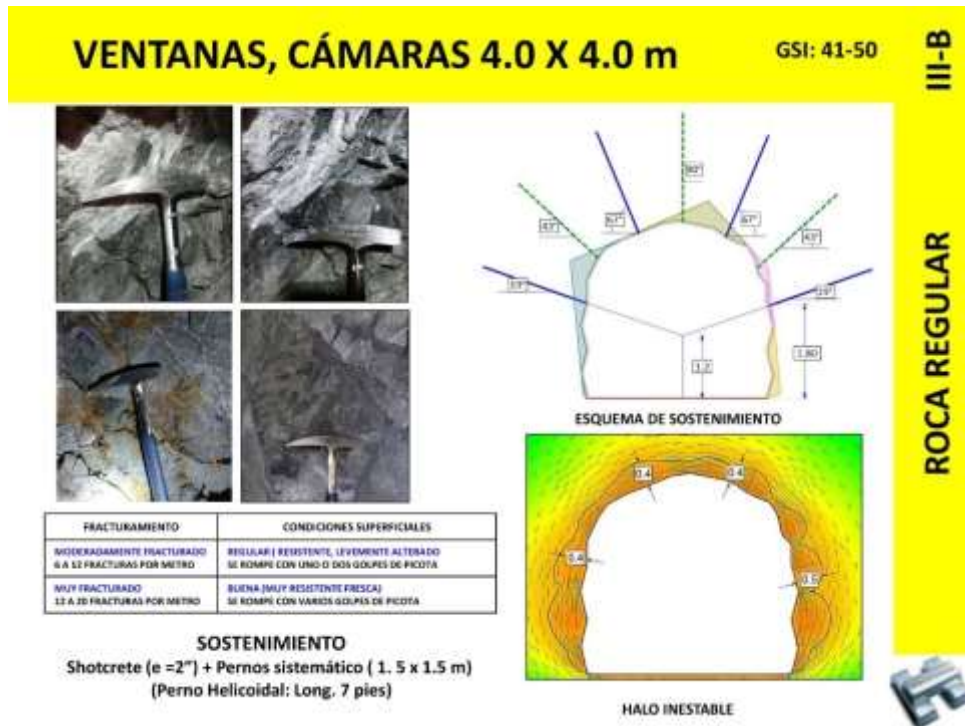 VENTANAS, CÁMARAS 4.0 X 4.0 m
GSI: 41-50
III-B
ROCA REGULAR
90°
67°
67°
43°
43°
1.2
1.80
ESQUEMA DE SOSTENIMIENTO
0.4
0.4
0.4
0.5
HALO INESTABLE
FRACTURAMIENTO
CONDICIONES SUPERFICIALES
MODERADAMENTE FRACTURADO
6 A 12 FRACTURAS POR METRO
REGULAR ( RESISTENTE, LEVEMENTE ALTERADO
SE ROMPE CON UNO O DOS GOLPES DE PICOTA
MUY FRACTURADO
12 A 20 FRACTURAS POR METRO
BUENA (MUY RESISTENTE FRESCA)
SE ROMPE CON VARIOS GOLPES DE PICOTA
SOSTENIMIENTO
Shotcrete (e =2") + Pernos sistemático ( 1. 5 x 1.5 m)
(Perno Helicoidal: Long. 7 pies)